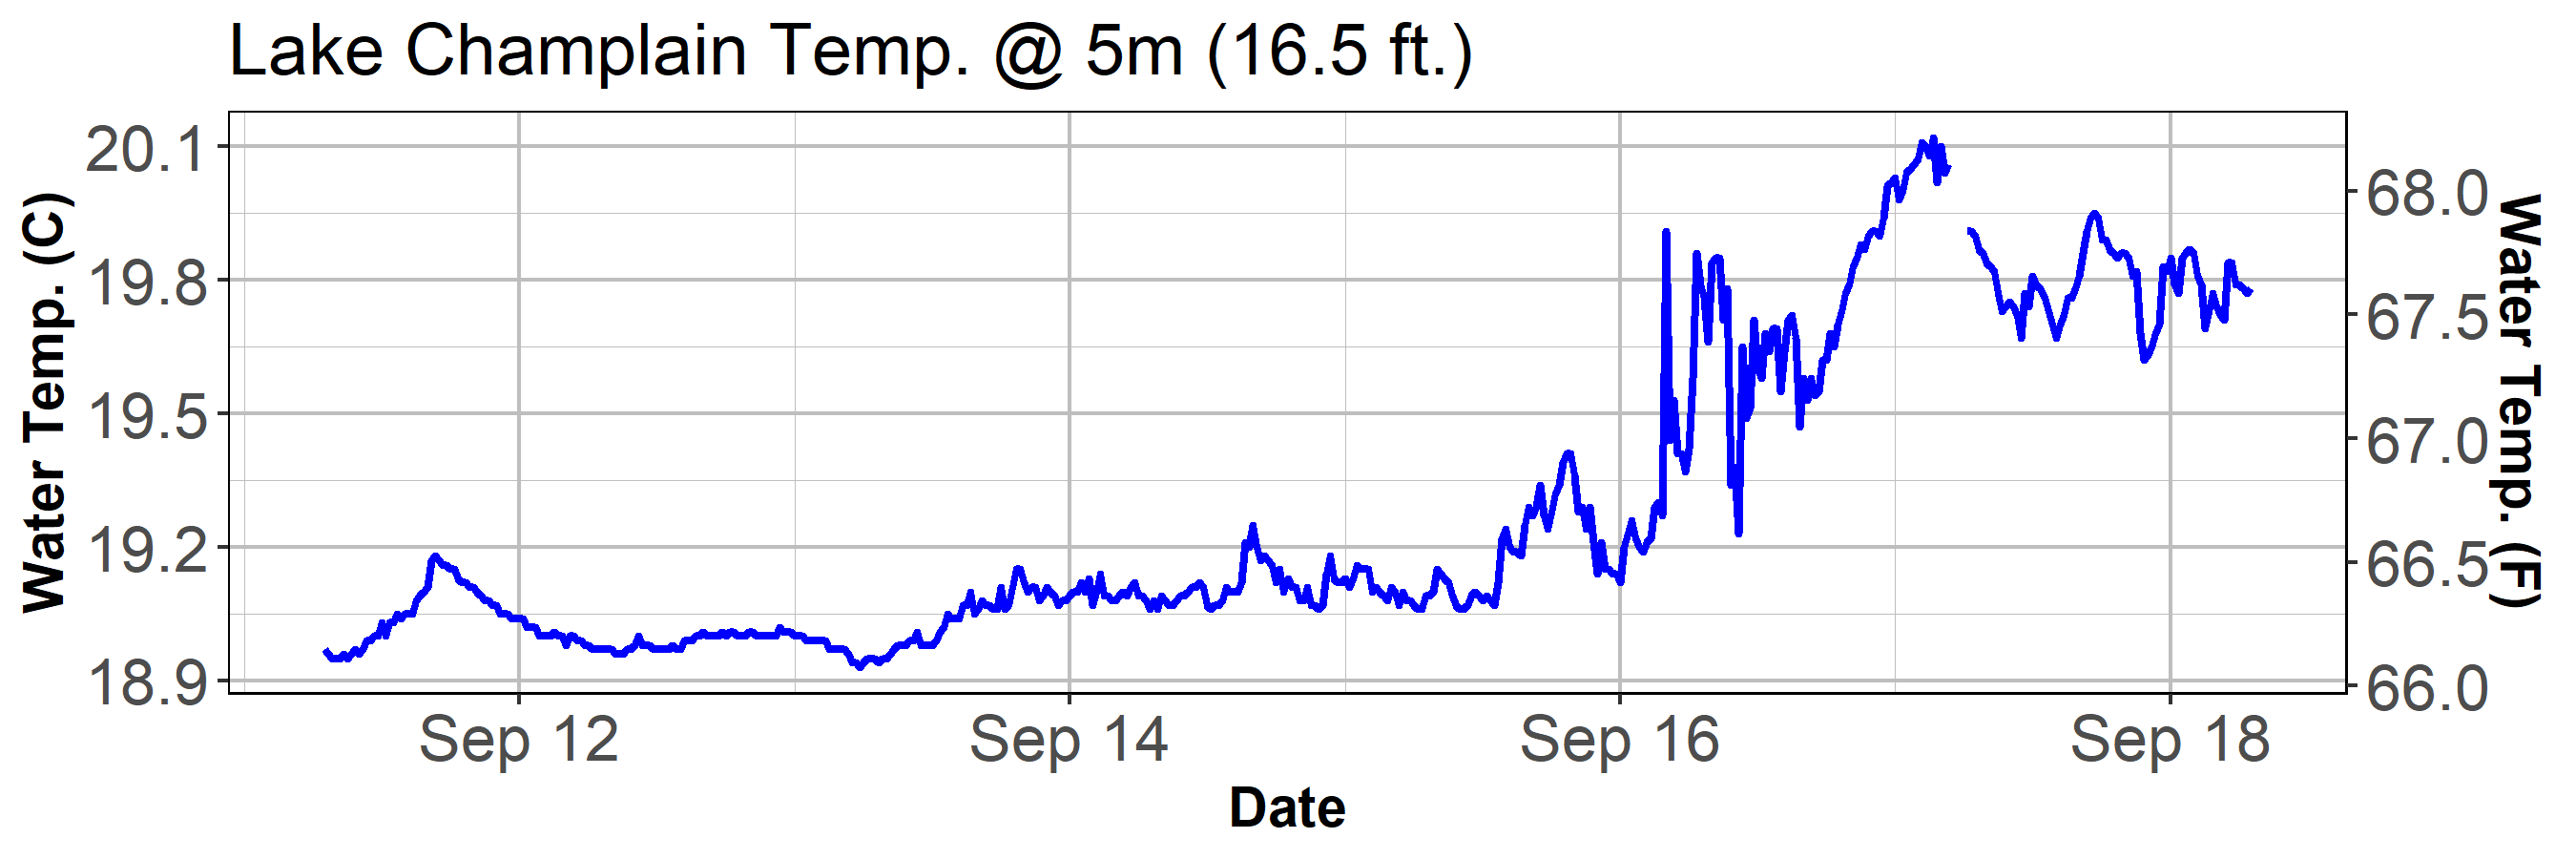 Lake Champlain Temp. @ 5m (16.5 ft.)
Water Temp. (C)
20.1
19.8
19.5
19.2
18.9
68.0
67.5
67.0
66.5
66.0
Water Temp. (F)
Sep 12
Sep 14
Sep 16
Sep 18
Date